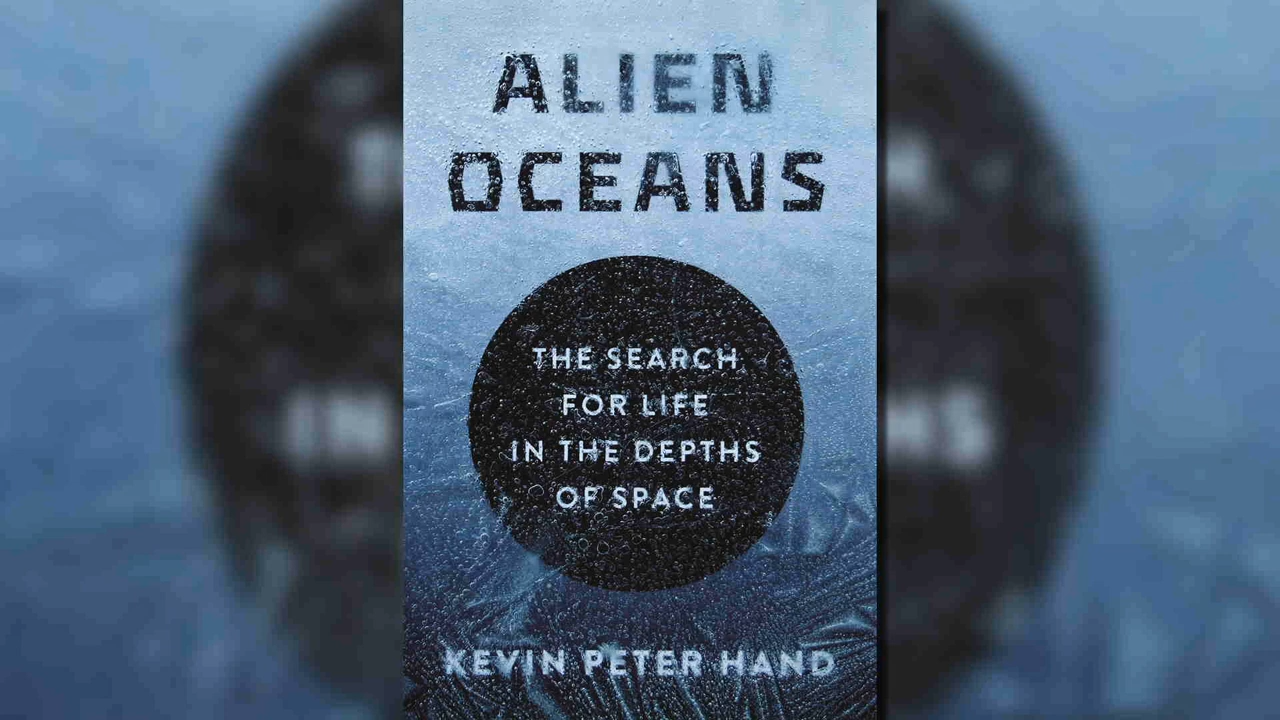 ALIEN
OCEANS
THE SEARCH
FOR LIFE
IN THE DEPTHS
OF SPACE
KEVIN PETER HAND